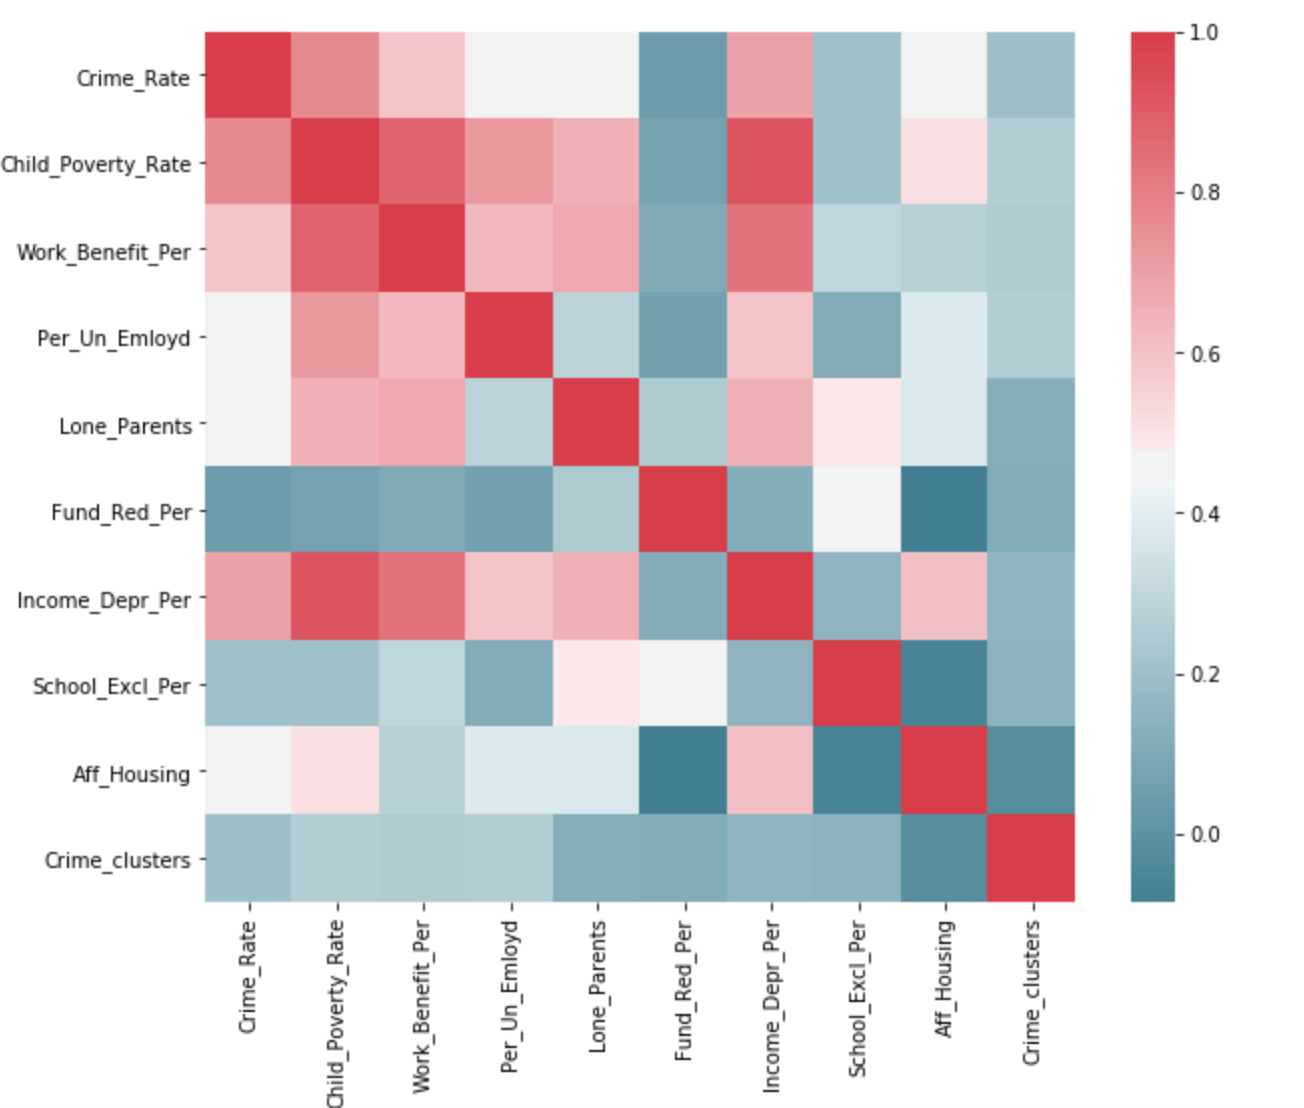 Crime_Rate
Child_Poverty_Rate
Work_Benefit_Per
Per_Un_Emloyd
Lone_Parents
Fund_Red_Per
Income_Depr_Per
School_Excl_Per
Aff_Housing
Crime_clusters
Crime_Rate
Child_Poverty_Rate
Work_Benefit_Per
Per_Un_Emloyd
Lone_Parents
Fund_Red_Per
Income_Depr_Per
School_Excl_Per
Aff_Housing
Crime_clusters
1.0
0.8
0.6
0.4
0.2
0.0